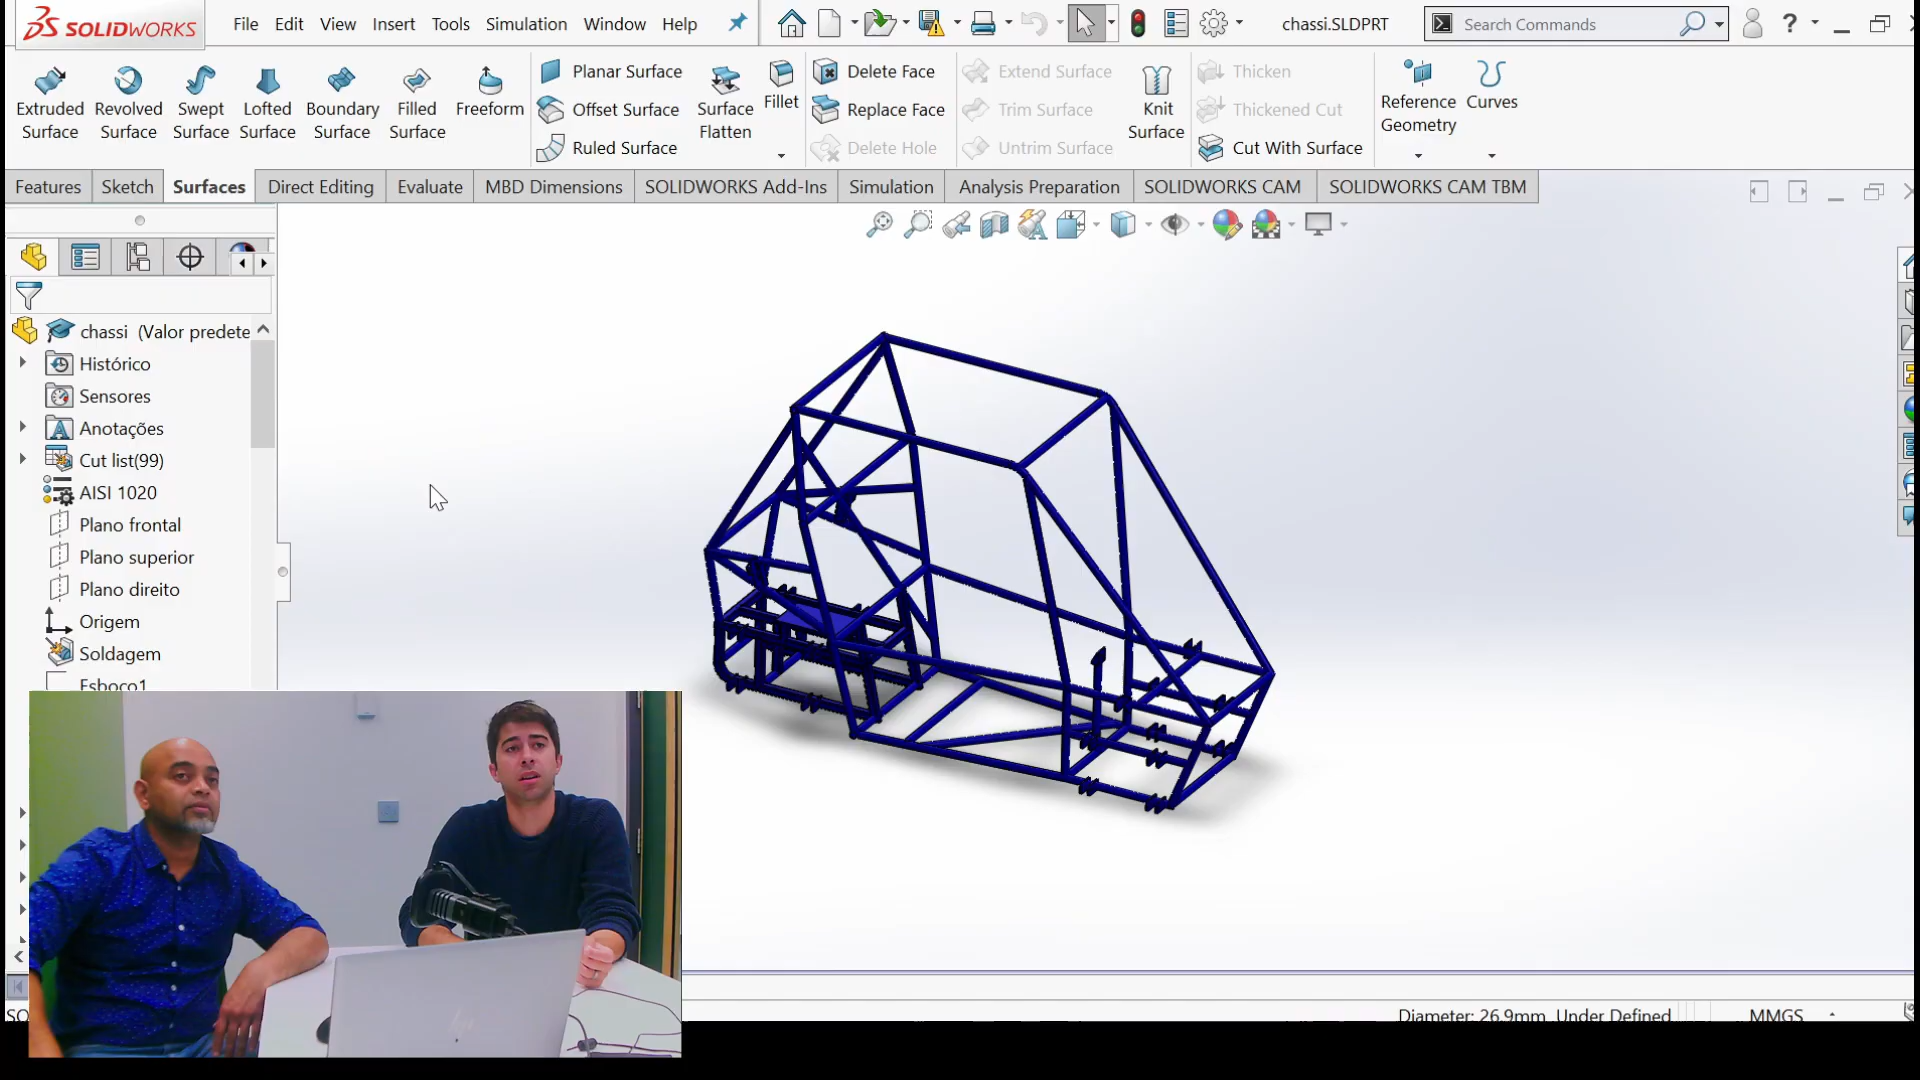 SOLIDWORKS File Edit View Insert Tools Simulation Window Help chassi.SLDPRT Search Commands ?
Extruded Surface
Revolved Surface
Swept Surface
Lofted Surface
Boundary Surface
Filled Surface
Freeform
Planar Surface
Offset Surface
Ruled Surface
Surface Flatten
Fillet
Delete Face
Replace Face
Delete Hole
Extend Surface
Trim Surface
Untrim Surface
Knit Surface
Thicken
Thickened Cut
Cut With Surface
Reference Geometry
Curves
Features Sketch Surfaces Direct Editing Evaluate MBD Dimensions SOLIDWORKS Add-Ins Simulation Analysis Preparation SOLIDWORKS CAM SOLIDWORKS CAM TBM
chassi (Valor predete
Histórico
Sensores
Anotações
Cut list(99)
AISI 1020
Plano frontal
Plano superior
Plano direito
Origem
Soldagem
Esboço1
SO
Diameter: 26.9mm Under Defined MMGS
hp